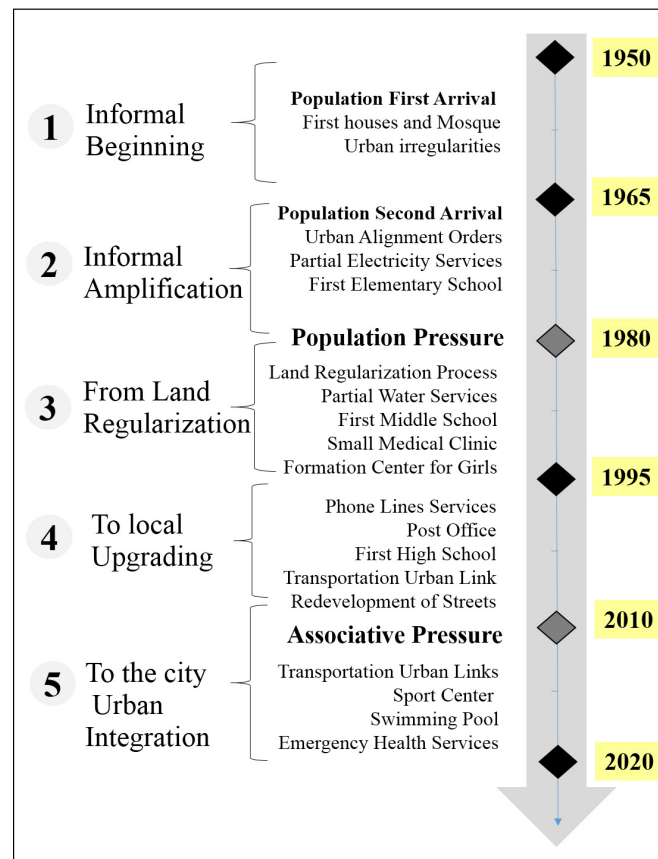 1950
1
Informal
Beginning
Population First Arrival
First houses and Mosque
Urban irregularities
1965
2
Informal
Amplification
Population Second Arrival
Urban Alignment Orders
Partial Electricity Services
First Elementary School
1980
Population Pressure
3
From Land
Regularization
Land Regularization Process
Partial Water Services
First Middle School
Small Medical Clinic
Formation Center for Girls
1995
4
To local
Upgrading
Phone Lines Services
Post Office
First High School
Transportation Urban Link
Redevelopment of Streets
2010
Associative Pressure
5
To the city
Urban
Integration
Transportation Urban Links
Sport Center
Swimming Pool
Emergency Health Services
2020